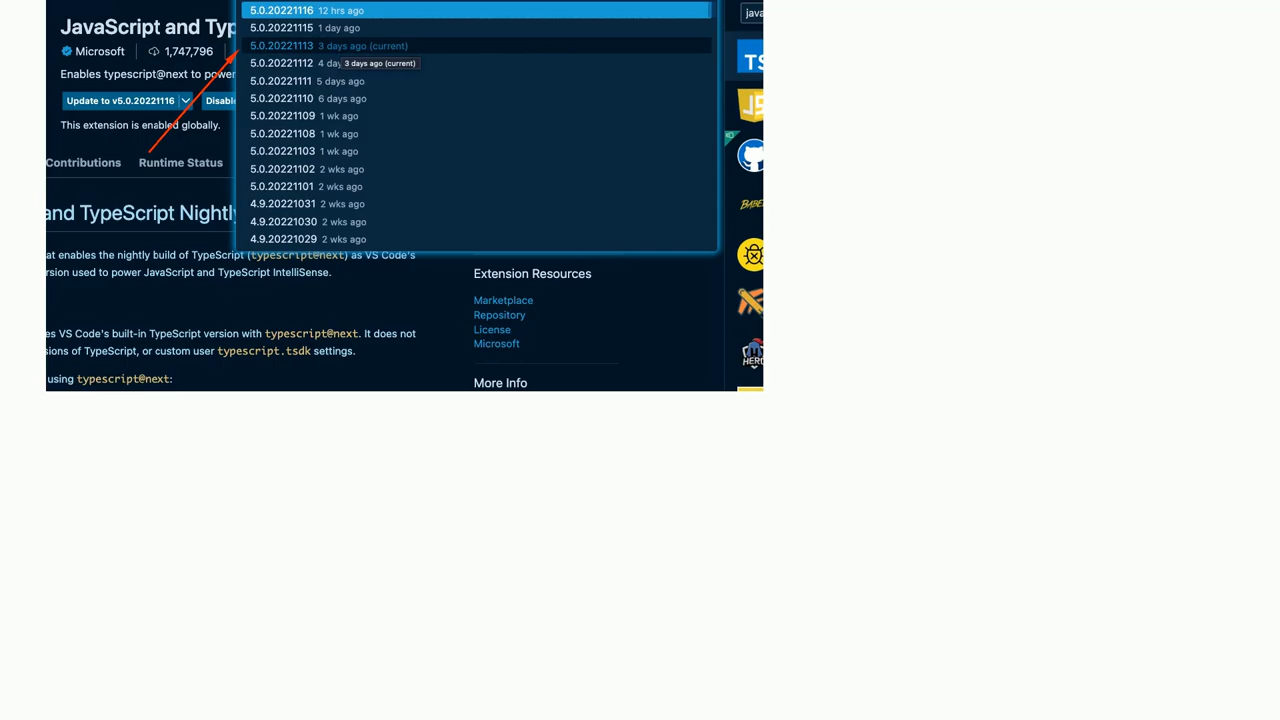 JavaScript and Typ
Microsoft
1,747,796
Enables typescript@next to power
Update to v5.0.20221116
This extension is enabled globally.
Contributions
Runtime Status
5.0.20221116 12 hrs ago
5.0.20221115 1 day ago
5.0.20221113 3 days ago (current)
5.0.20221112 4 day
3 days ago (current)
5.0.20221111 5 days ago
5.0.20221110 6 days ago
5.0.20221109 1 wk ago
5.0.20221108 1 wk ago
5.0.20221103 1 wk ago
5.0.20221102 2 wks ago
5.0.20221101 2 wks ago
4.9.20221031 2 wks ago
4.9.20221030 2 wks ago
4.9.20221029 2 wks ago
and TypeScript Nightly
at enables the nightly build of TypeScript (typescript@next) as VS Code's
rsion used to power JavaScript and TypeScript IntelliSense.
es VS Code's built-in TypeScript version with typescript@next. It does not
sions of TypeScript, or custom user typescript.tsdk settings.
using typescript@next:
Extension Resources
Marketplace
Repository
License
Microsoft
More Info
java
TS
JS
BABE
HERO